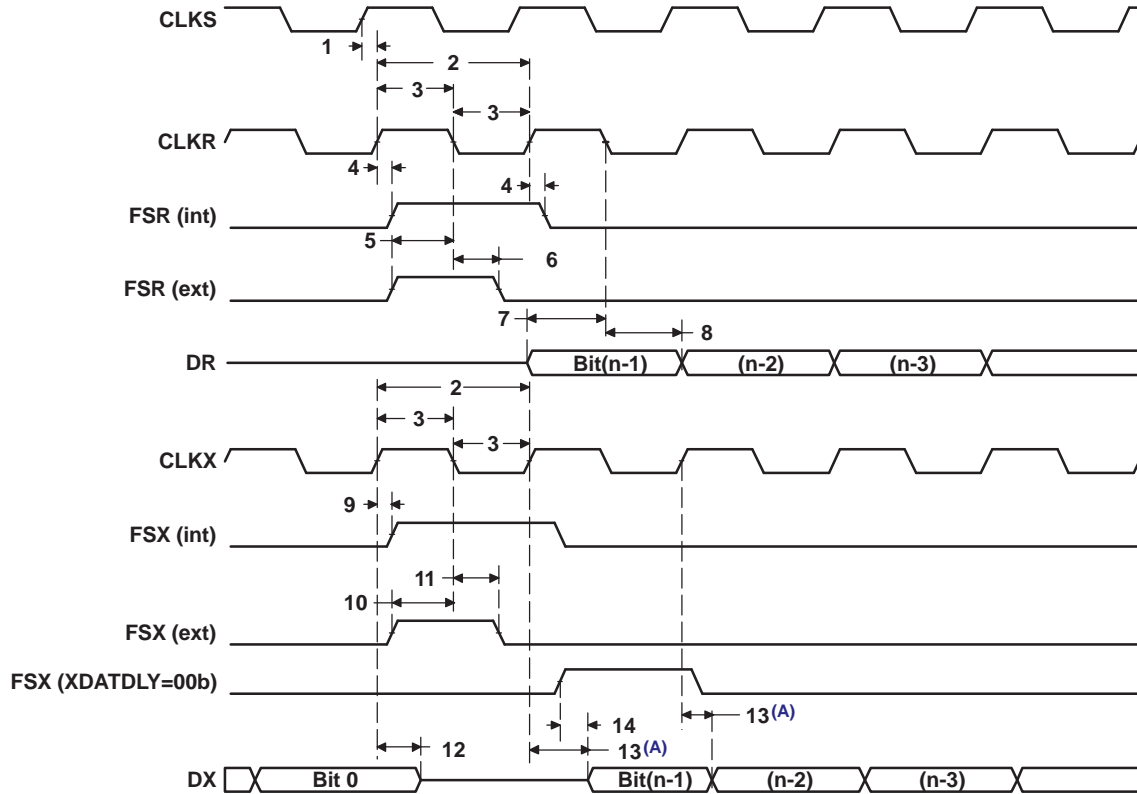 CLKS
1
2
3
3
CLKR
4
4
FSR (int)
5
6
FSR (ext)
7
8
DR
Bit(n-1)
(n-2)
(n-3)
2
3
3
CLKX
9
FSX (int)
11
10
FSX (ext)
FSX (XDATDLY=00b)
13(A)
14
12
13(A)
DX
Bit 0
Bit(n-1)
(n-2)
(n-3)